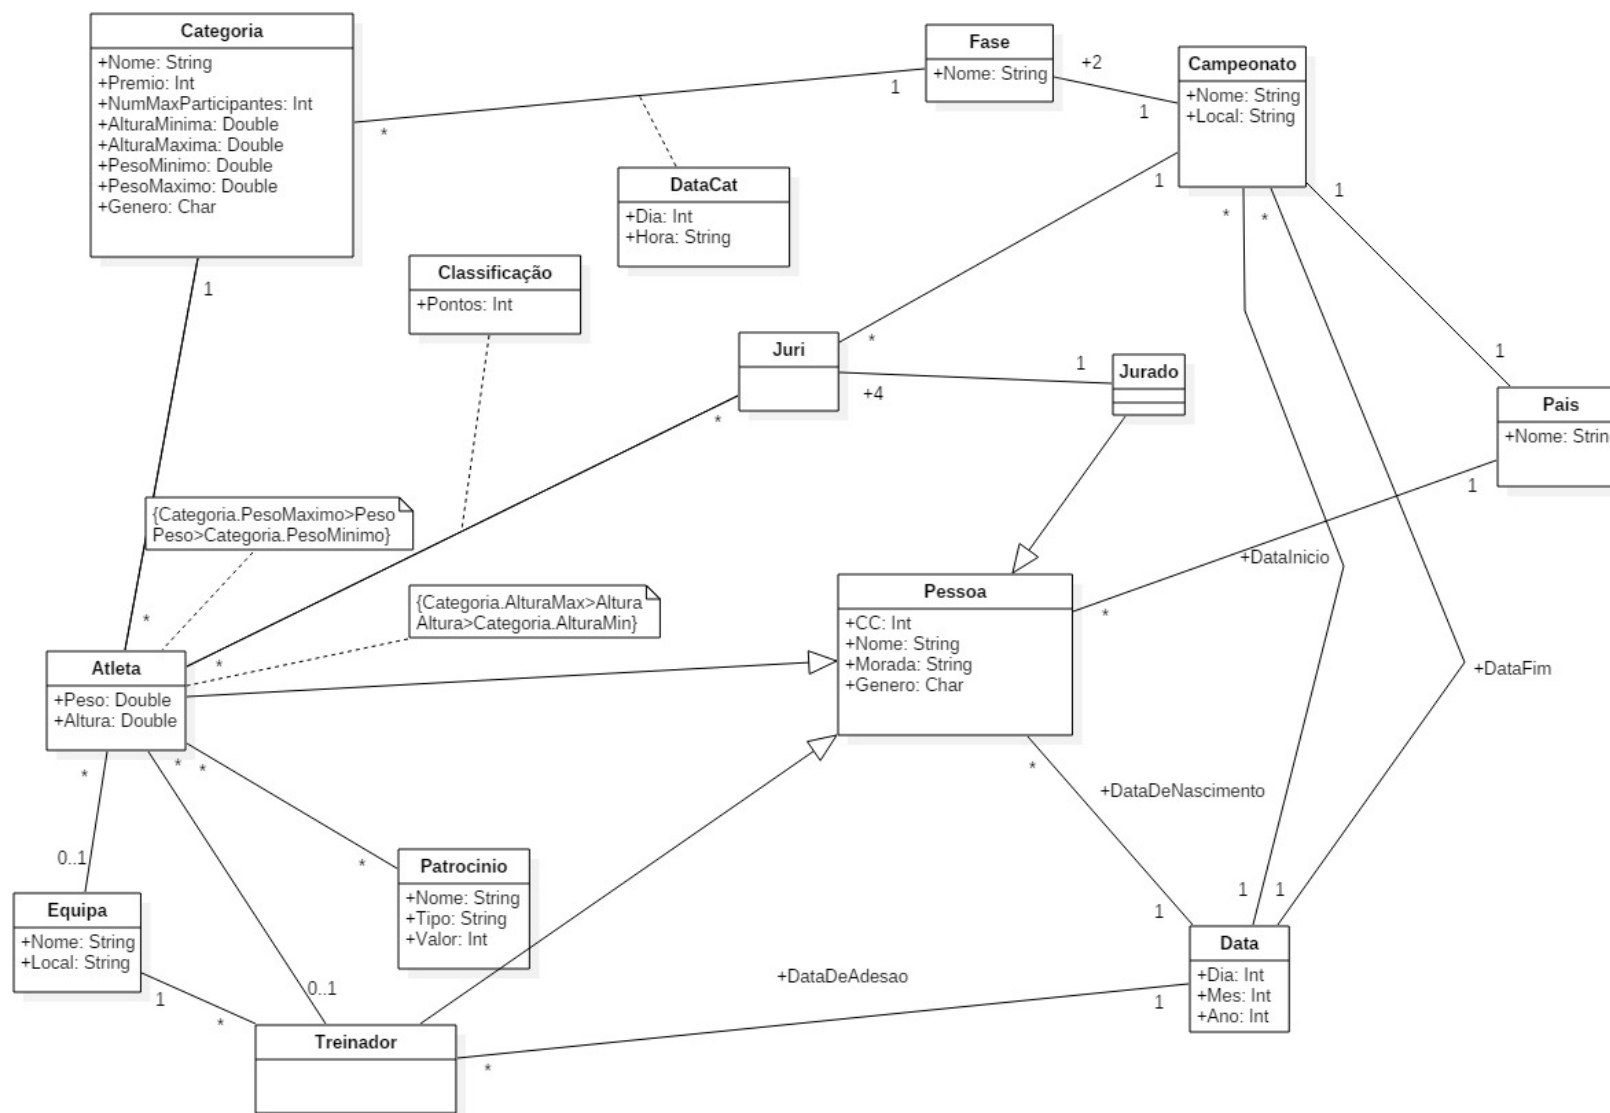 Categoria
+Nome: String
+Premio: Int
+NumMaxParticipantes: Int
+AlturaMinima: Double
+AlturaMaxima: Double
+PesoMinimo: Double
+PesoMaximo: Double
+Genero: Char
Fase
+Nome: String
Campeonato
+Nome: String
+Local: String
+2
1
1
*
DataCat
+Dia: Int
+Hora: String
1
1
*
*
Classificação
+Pontos: Int
1
Juri
*
1
+4
Jurado
1
Pais
+Nome: Strin
*
1
{Categoria.PesoMaximo>Peso
Peso>Categoria.PesoMinimo}
+DataInicio
{Categoria.AlturaMax>Altura
Altura>Categoria.AlturaMin}
Pessoa
+CC: Int
+Nome: String
+Morada: String
+Genero: Char
*
*
*
+DataFim
Atleta
+Peso: Double
+Altura: Double
*
*
*
*
+DataDeNascimento
0..1
*
Patrocinio
+Nome: String
+Tipo: String
+Valor: Int
1
1
1
Equipa
+Nome: String
+Local: String
Data
+Dia: Int
+Mes: Int
+Ano: Int
+DataDeAdesao
0..1
1
1
*
Treinador
*